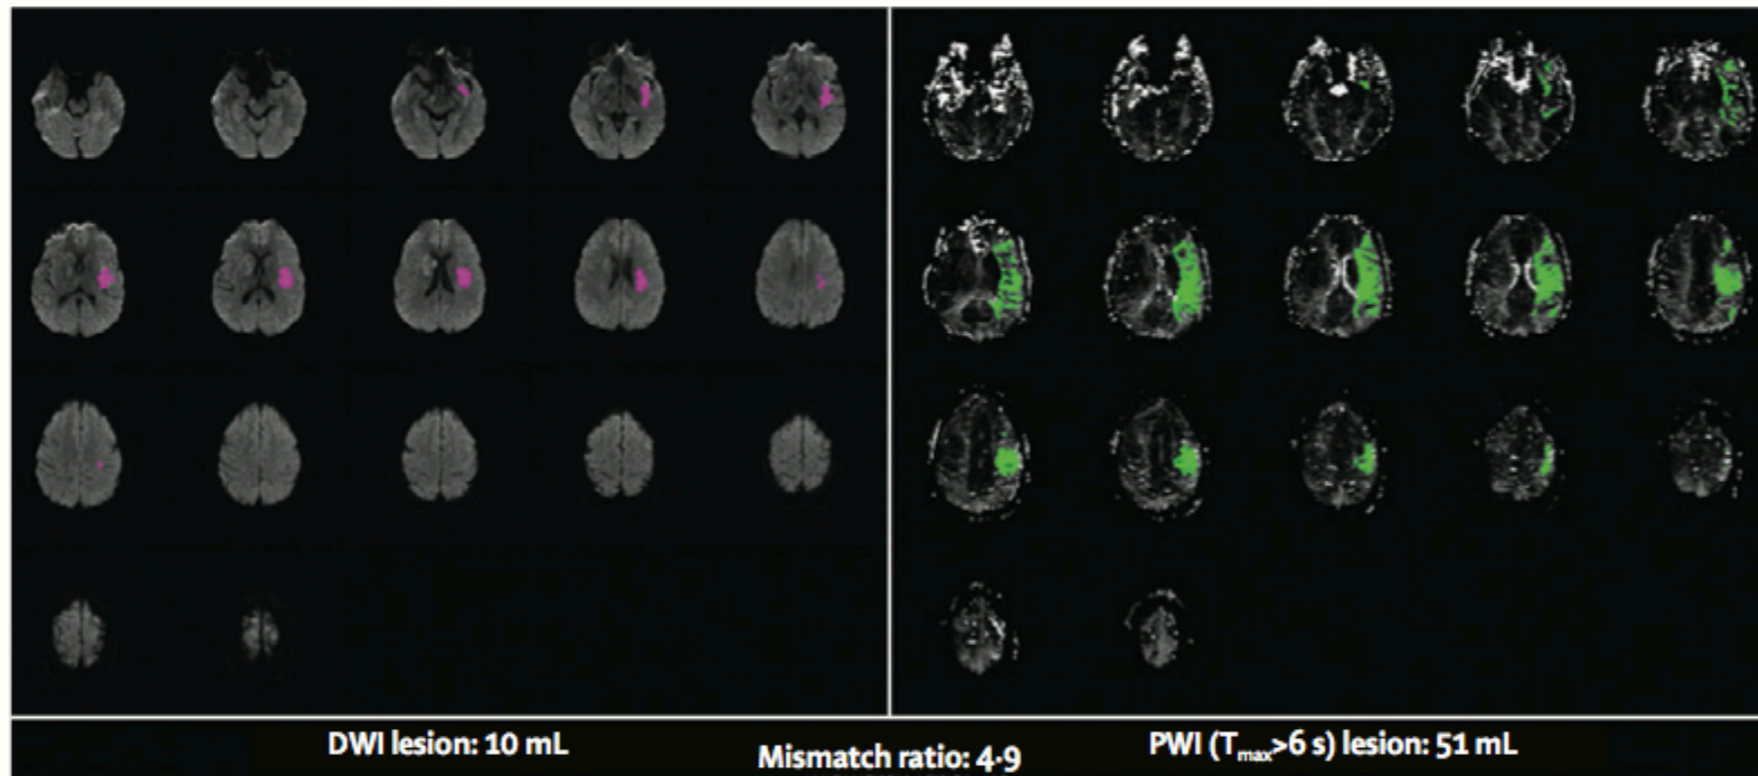 DWI lesion: 10 mL
Mismatch ratio: 4·9
PWI (Tmax>6 s) lesion: 51 mL